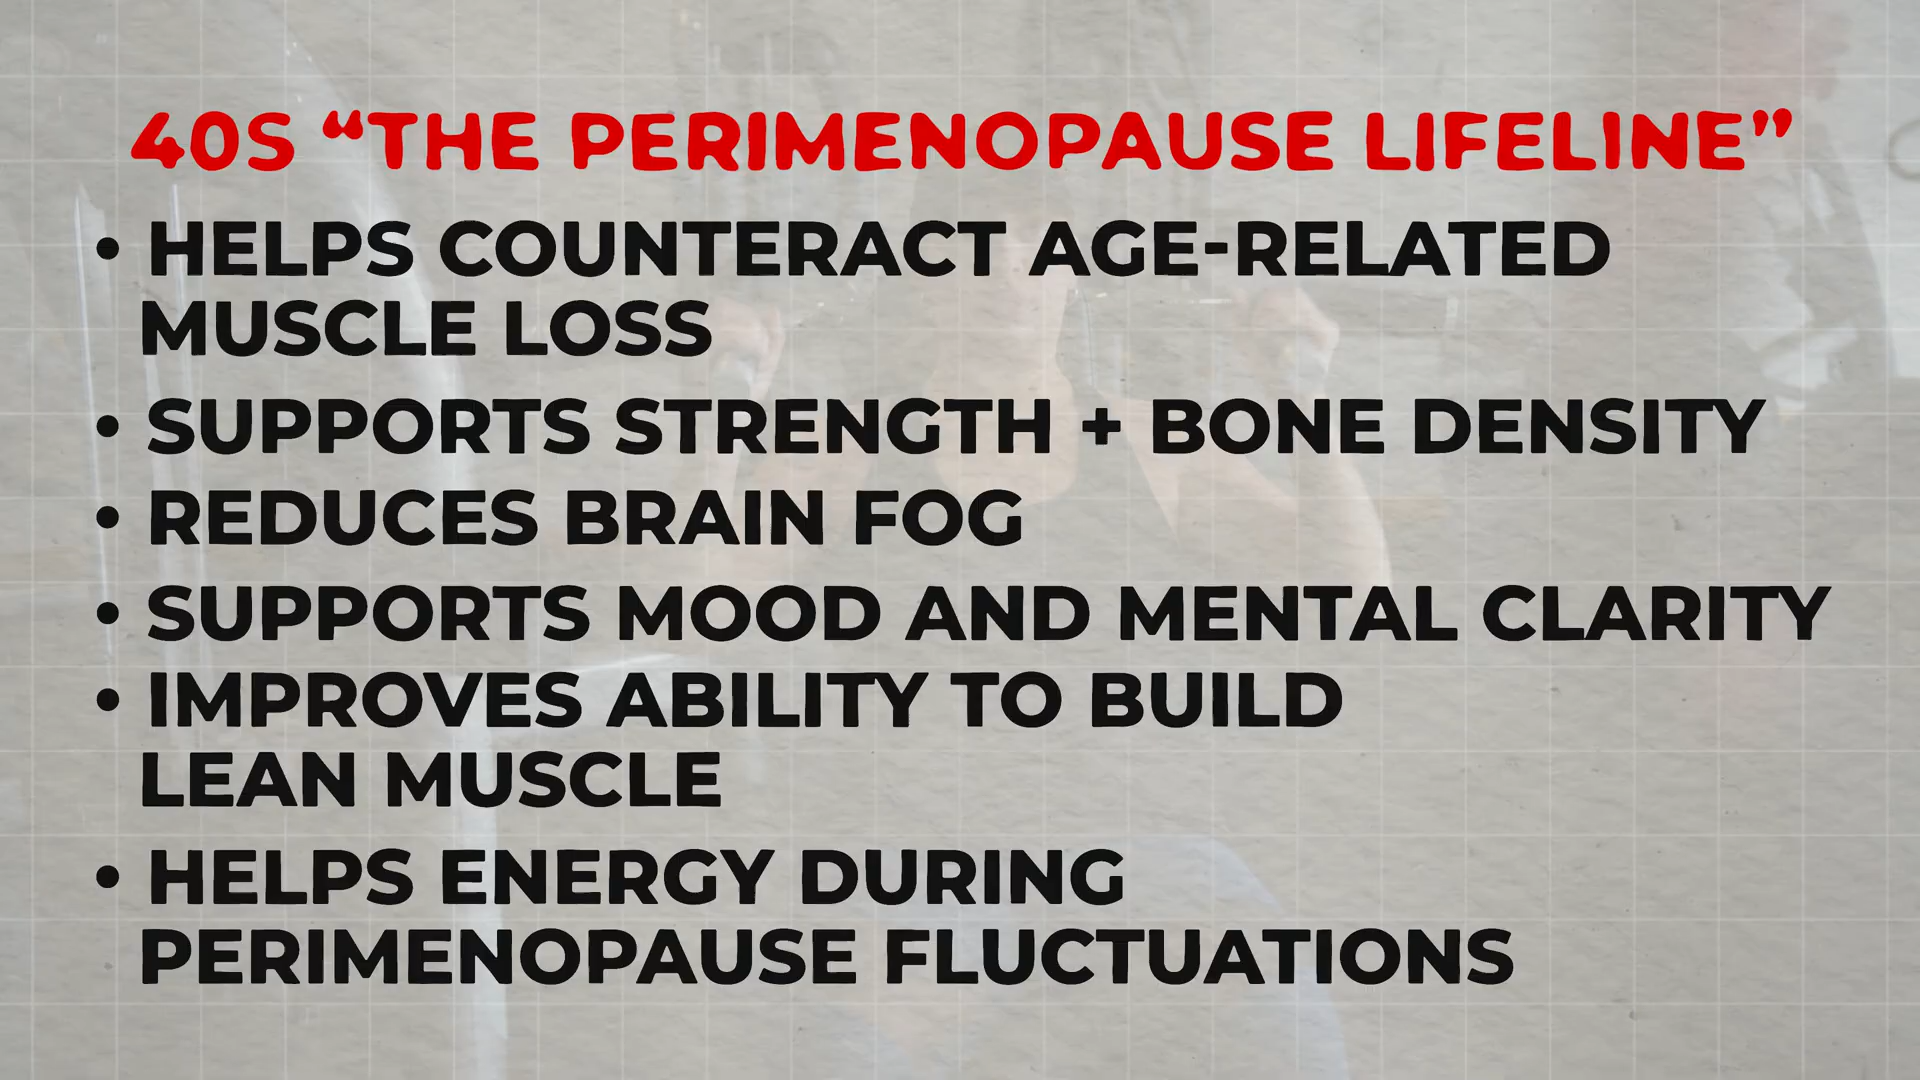 40S “THE PERIMENOPAUSE LIFELINE”
• HELPS COUNTERACT AGE-RELATED
MUSCLE LOSS
• SUPPORTS STRENGTH + BONE DENSITY
• REDUCES BRAIN FOG
• SUPPORTS MOOD AND MENTAL CLARITY
• IMPROVES ABILITY TO BUILD
LEAN MUSCLE
• HELPS ENERGY DURING
PERIMENOPAUSE FLUCTUATIONS